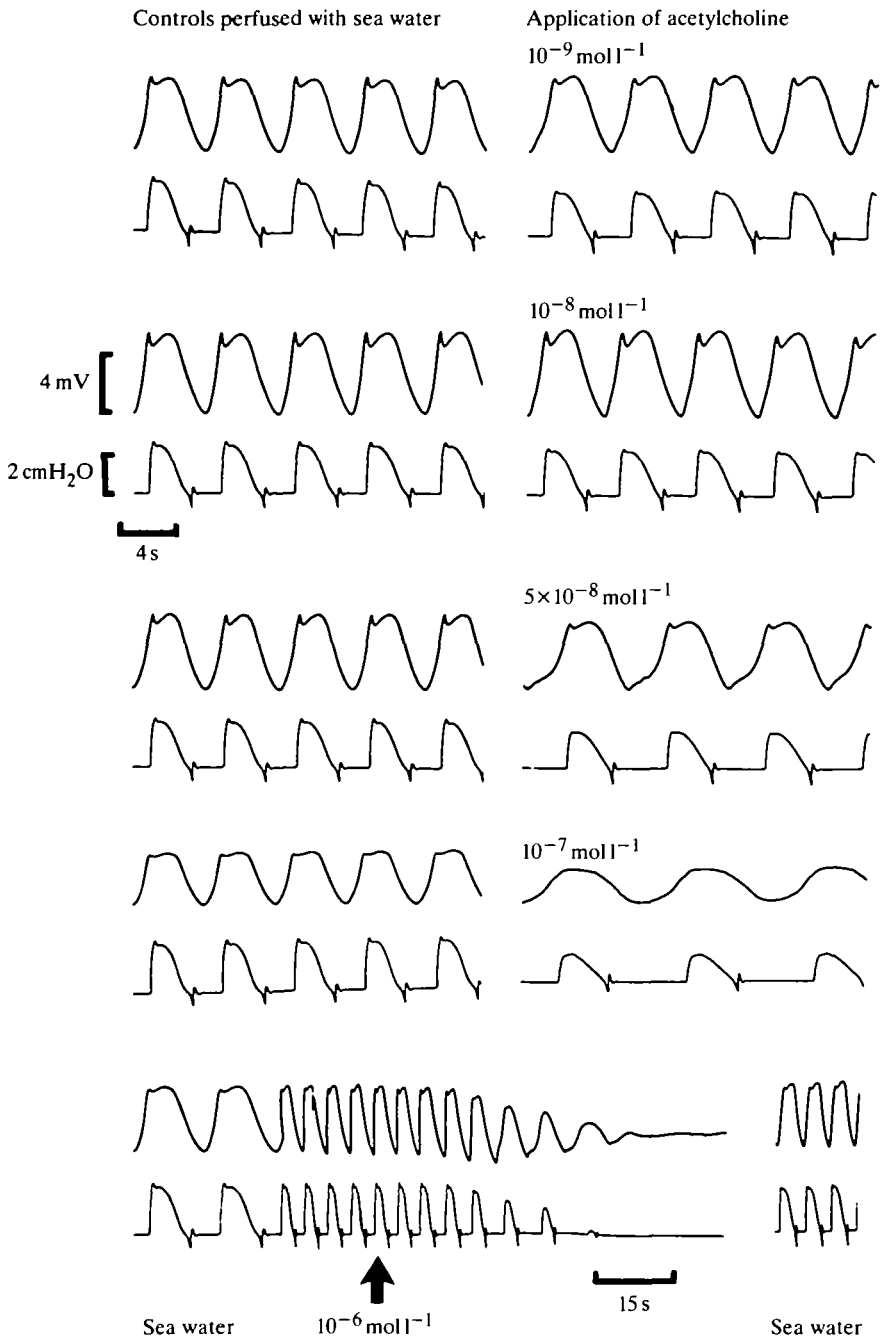 Controls perfused with sea water
Application of acetylcholine
10⁻⁹ mol l⁻¹
10⁻⁸ mol l⁻¹
4 mV
2 cmH₂O
4 s
5×10⁻⁸ mol l⁻¹
10⁻⁷ mol l⁻¹
15 s
Sea water
10⁻⁶ mol l⁻¹
Sea water